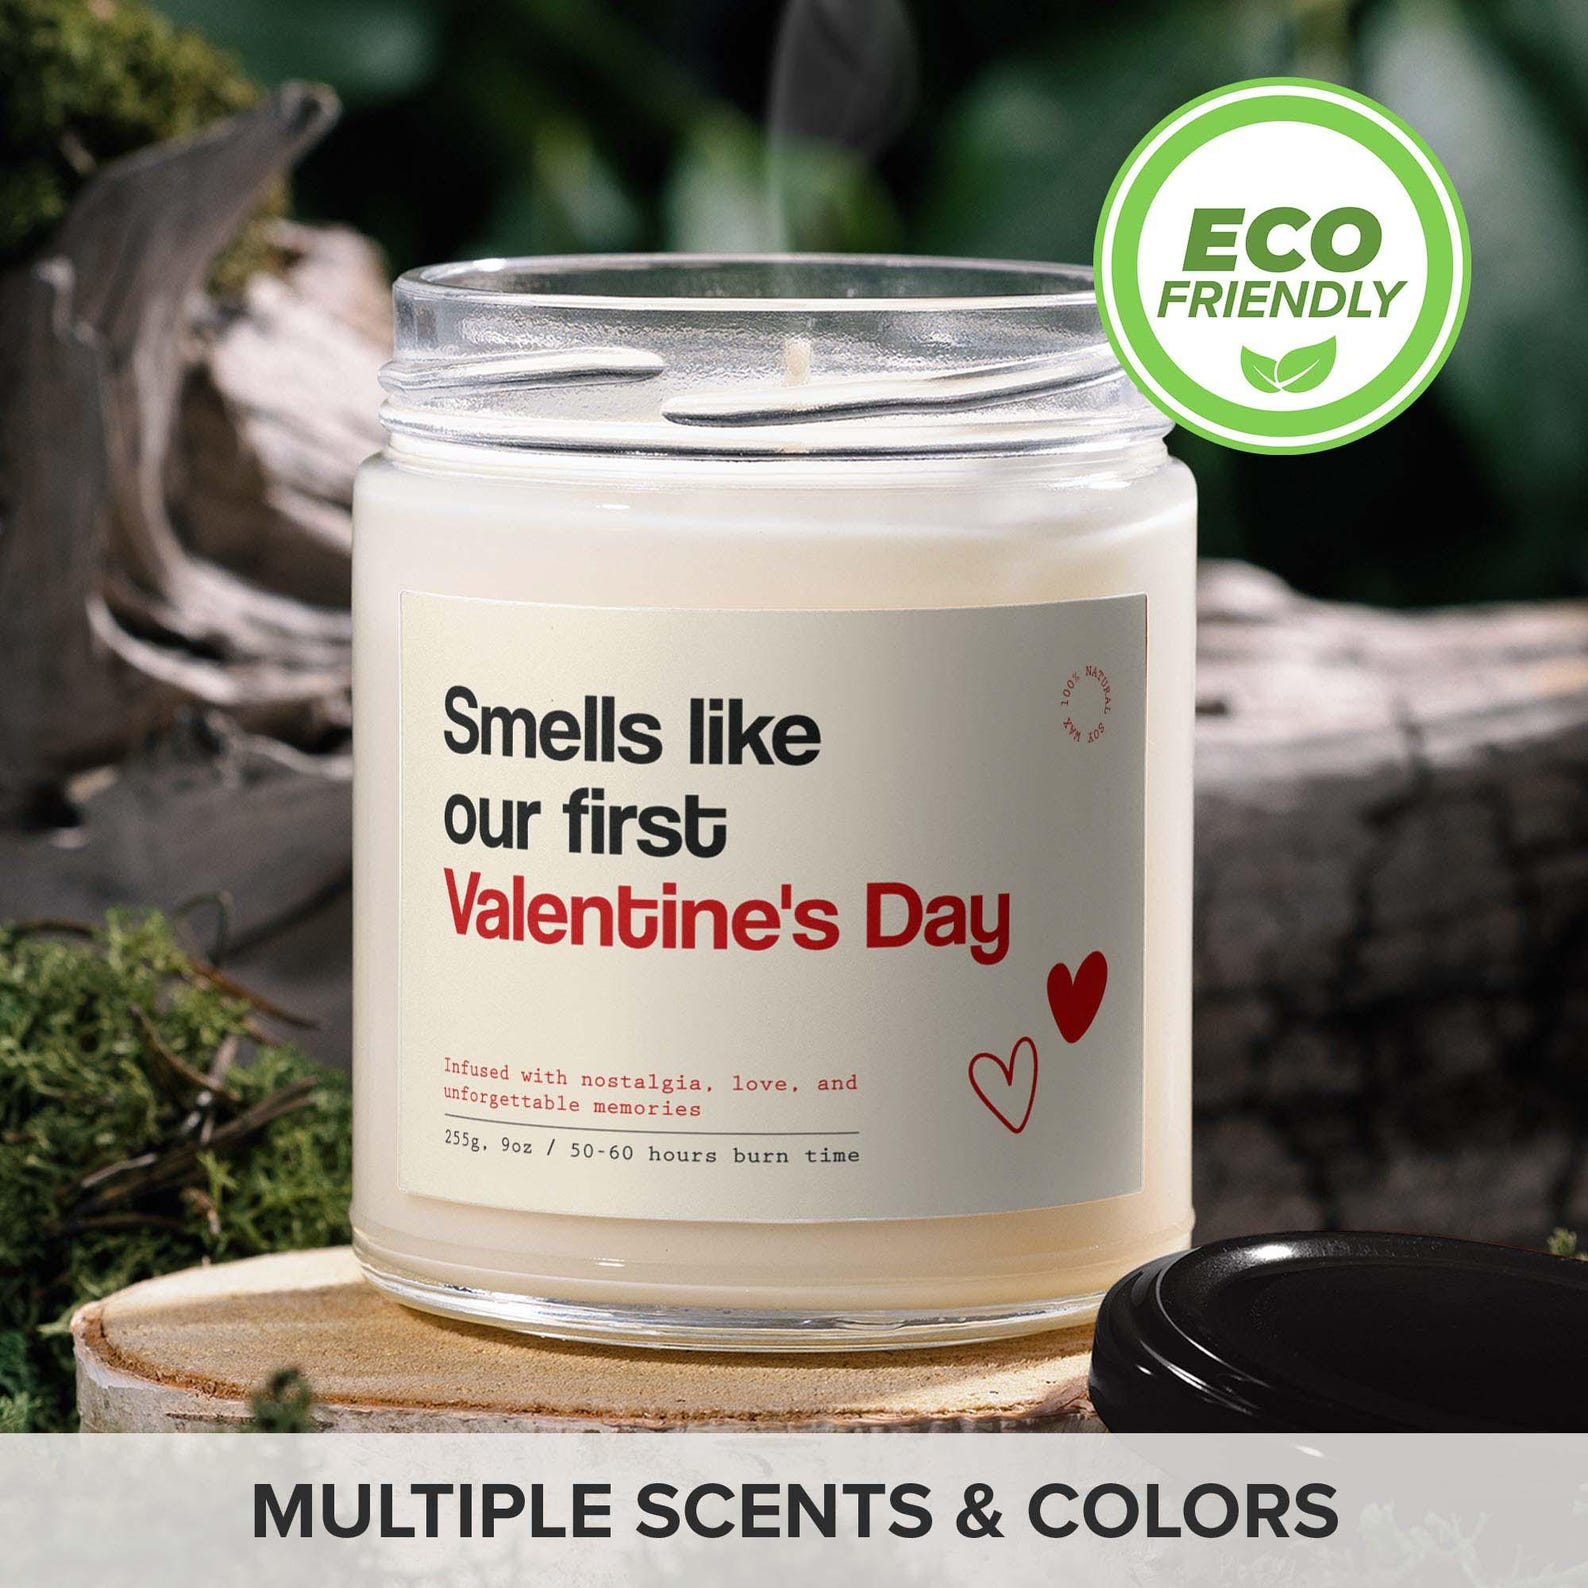 ECO
FRIENDLY
100% NATURAL SOY WAX
Smells like
our first
Valentine's Day
Infused with nostalgia, love, and
unforgettable memories
255g, 9oz / 50-60 hours burn time
MULTIPLE SCENTS & COLORS